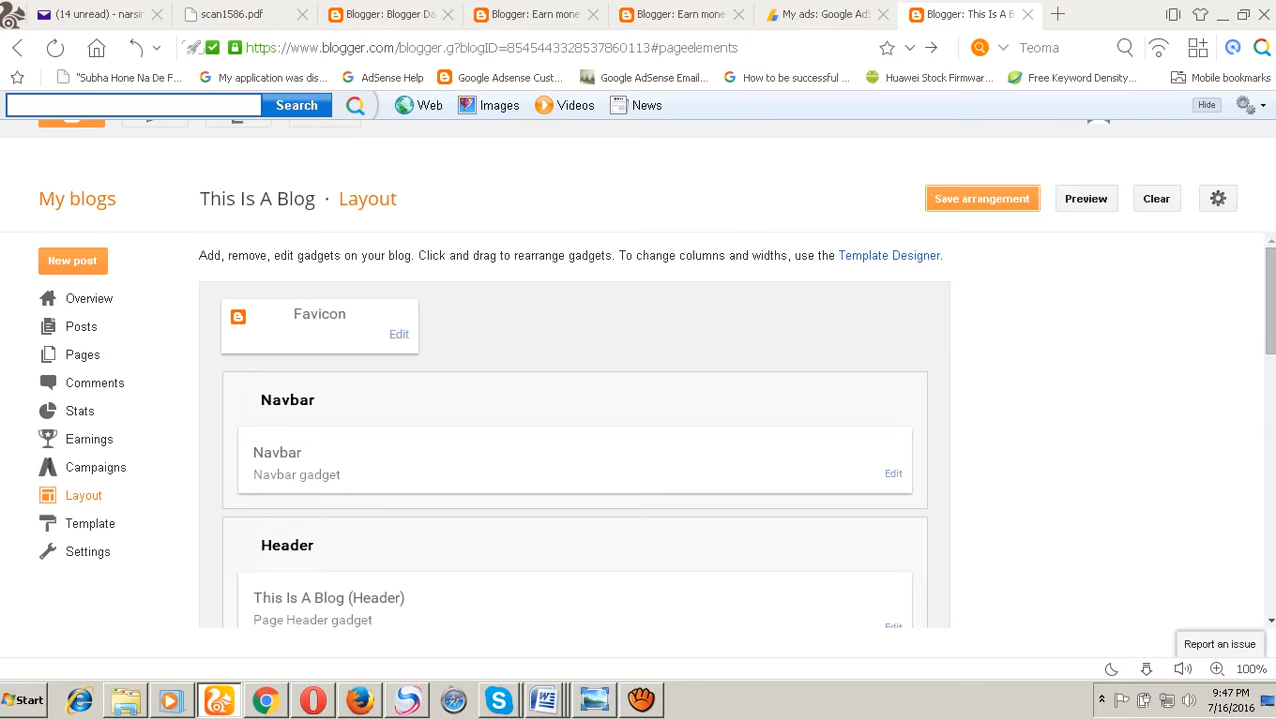 (1 unread) - narsir
scan1586.pdf
Blogger: Blogger Da
Blogger: Earn mone
Blogger: Earn mone
My ads: Google Ad
Blogger: This Is A B
https://www.blogger.com/blogger.g?blogID=8545443328537860113#pageelements
Teoma
"Subha Hone Na De F...
My application was dis...
AdSense Help
Google Adsense Cust...
Google AdSense Email...
How to be successful ...
Huawei Stock Firmwar...
Free Keyword Density...
Mobile bookmarks
Search
Web
Images
Videos
News
Hide
My blogs
This Is A Blog · Layout
Save arrangement
Preview
Clear
New post
Add, remove, edit gadgets on your blog. Click and drag to rearrange gadgets. To change columns and widths, use the Template Designer.
Overview
Posts
Pages
Comments
Stats
Earnings
Campaigns
Layout
Template
Settings
Favicon
Edit
Navbar
Navbar
Navbar gadget
Edit
Header
This Is A Blog (Header)
Page Header gadget
Edit
Report an issue
100%
Start
9:47 PM
7/16/2016